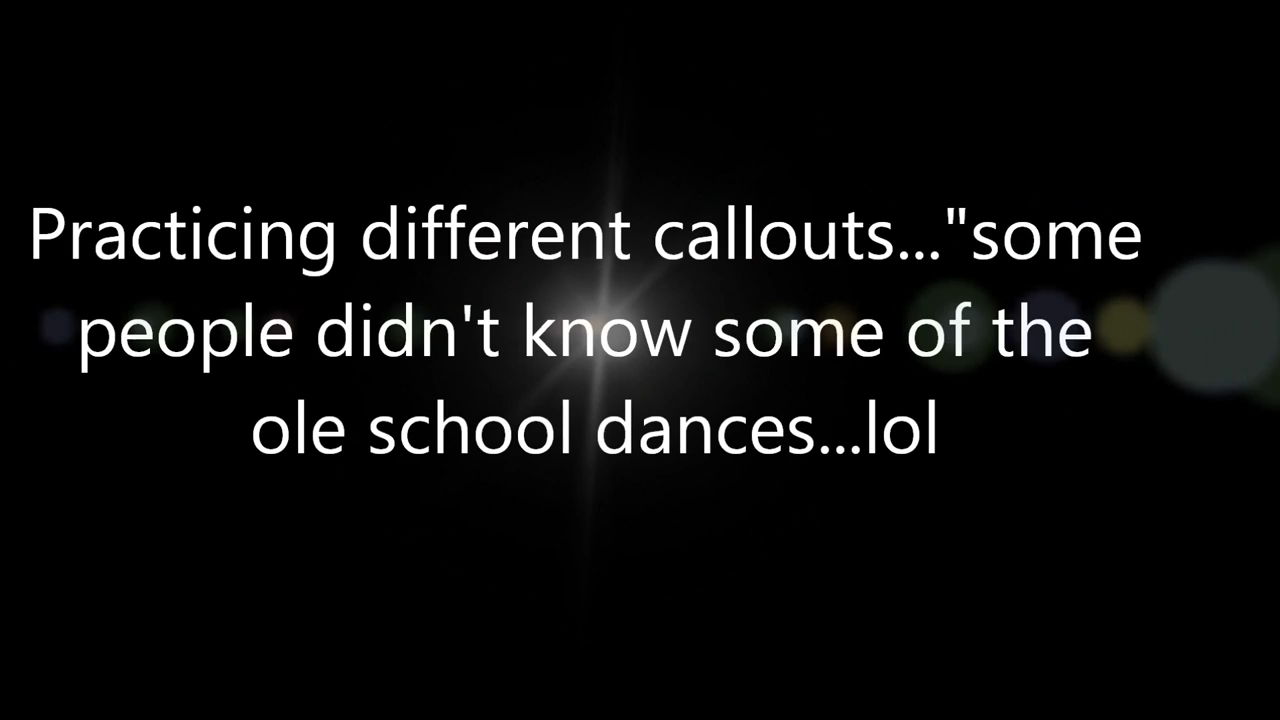 Practicing different callouts..."some
people didn't know some of the
ole school dances...lol